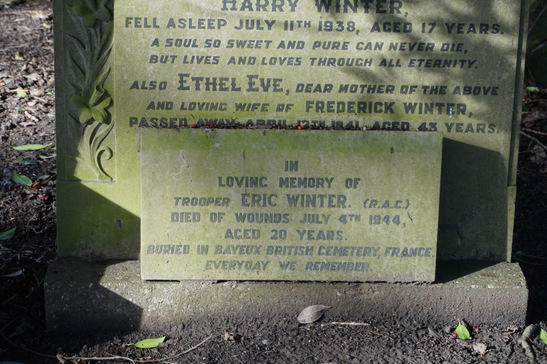 HARRY WINTER,
FELL ASLEEP JULY 11TH 1938, AGED 17 YEARS.
A SOUL SO SWEET AND PURE CAN NEVER DIE,
BUT LIVES AND LOVES THROUGH ALL ETERNITY.
ALSO ETHEL EVE, DEAR MOTHER OF THE ABOVE
AND LOVING WIFE OF FREDERICK WINTER,
PASSED AWAY APRIL 1941, AGED 43 YEARS.
IN
LOVING MEMORY OF
TROOPER ERIC WINTER. (R.A.C.)
DIED OF WOUNDS JULY 4TH 1944,
AGED 20 YEARS.
BURIED IN BAYEUX BRITISH CEMETERY, FRANCE.
EVERYDAY WE REMEMBER.